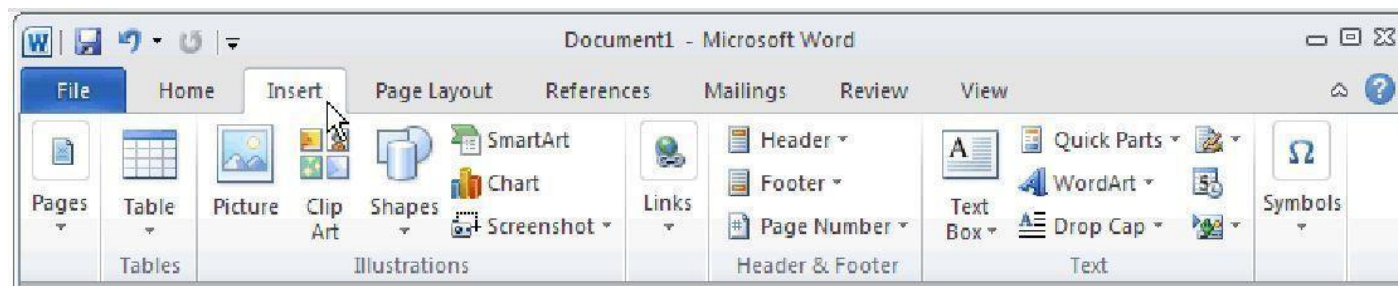 W
Document1 - Microsoft Word
File Home Insert Page Layout References Mailings Review View
Pages
Table
Tables
Picture
Clip
Art
Shapes
SmartArt
Chart
Screenshot
Illustrations
Links
Header
Footer
# Page Number
Header & Footer
A
Text
Box
Quick Parts
WordArt
Drop Cap
Text
Ω
Symbols